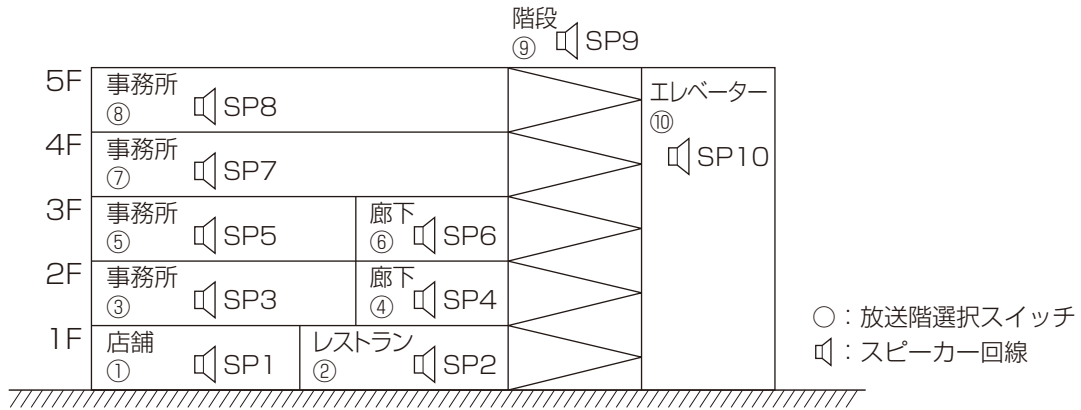 階段
⑨ SP9
5F 事務所
⑧ SP8
エレベーター
⑩
SP10
4F 事務所
⑦ SP7
3F 事務所
⑤ SP5
廊下
⑥ SP6
2F 事務所
③ SP3
廊下
④ SP4
1F 店舗
① SP1
レストラン
② SP2
○：放送階選択スイッチ
：スピーカー回線